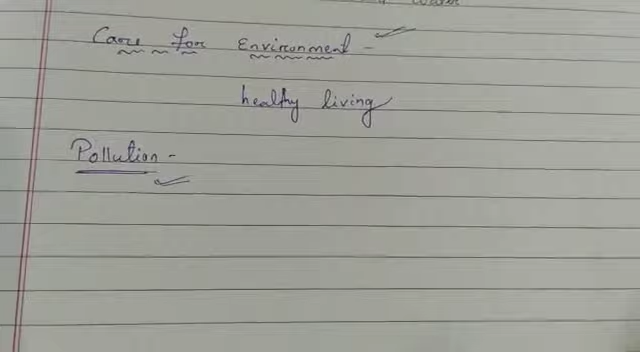 Care for Environment -
healthy living
Pollution -